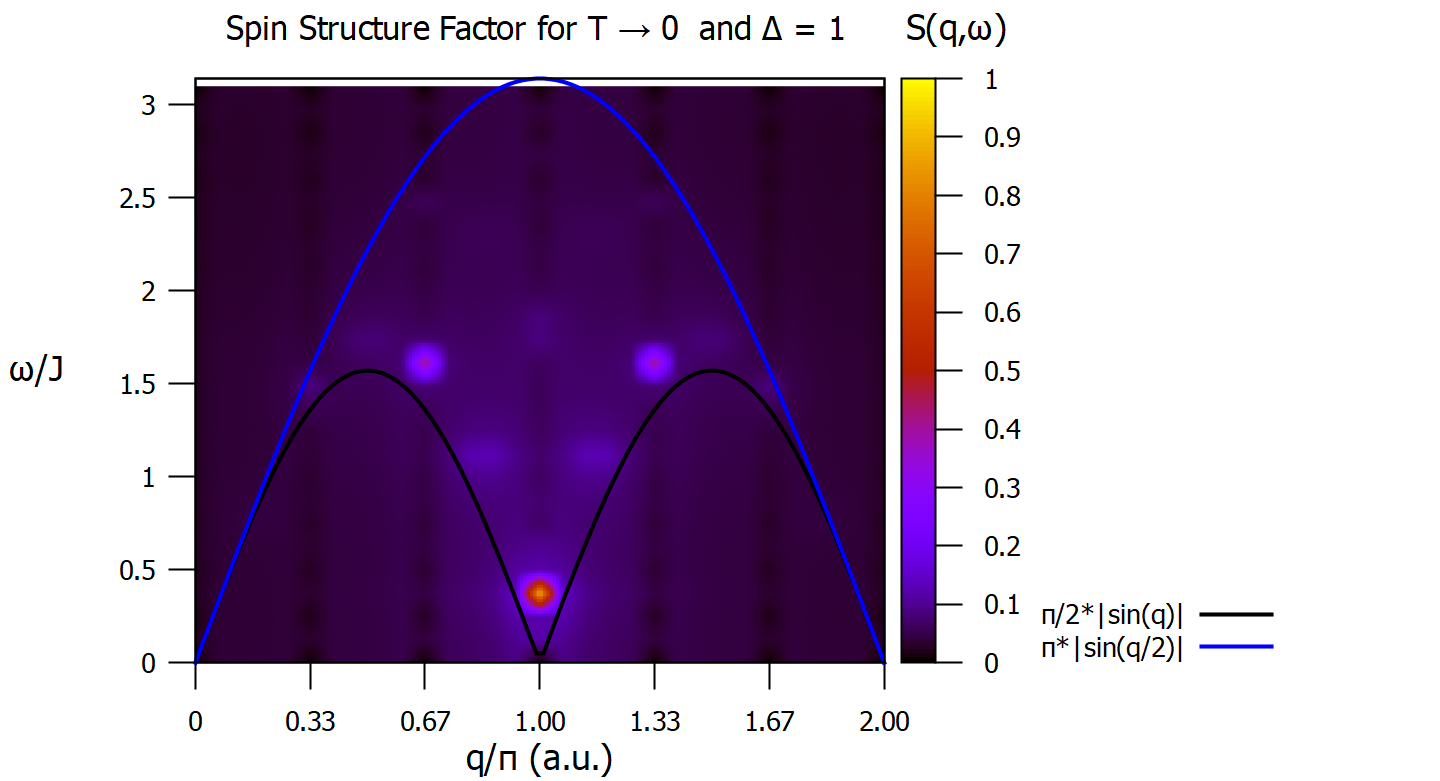 Spin Structure Factor for T → 0 and Δ = 1
S(q,ω)
3
2.5
2
1.5
1
0.5
0
ω/J
0 0.33 0.67 1.00 1.33 1.67 2.00
q/π (a.u.)
1
0.9
0.8
0.7
0.6
0.5
0.4
0.3
0.2
0.1
0
π/2*|sin(q)|
π*|sin(q/2)|